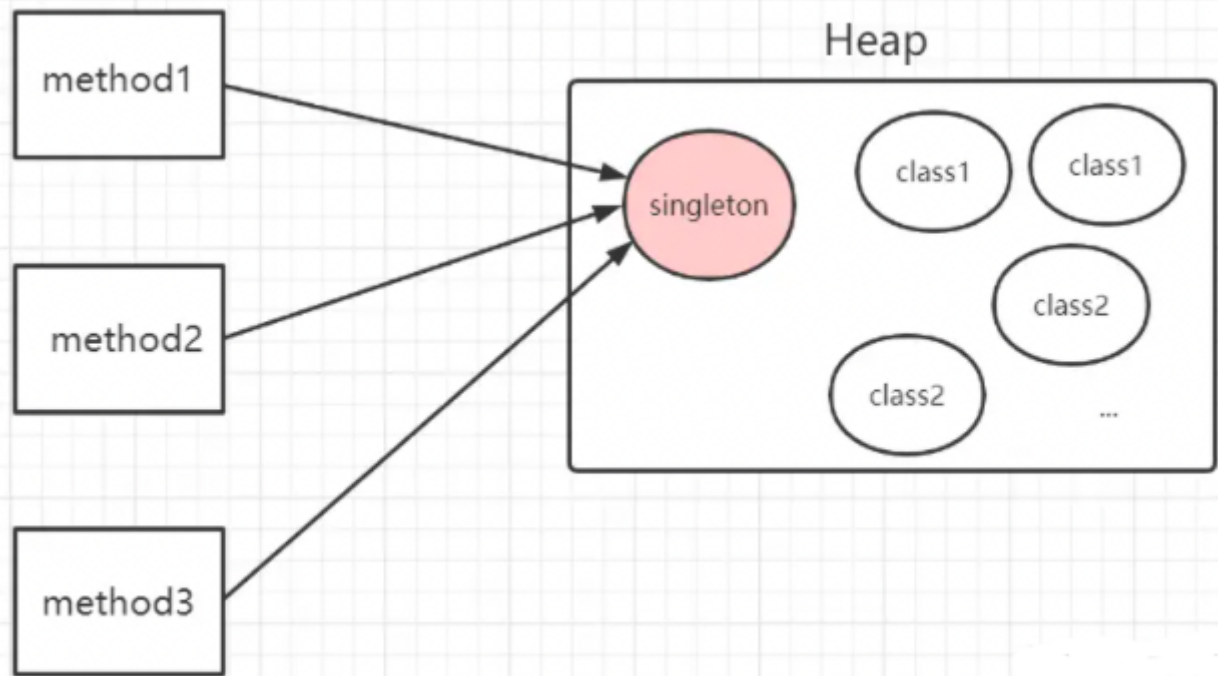 Heap
method1
singleton
class1
class1
method2
class2
class2
...
method3